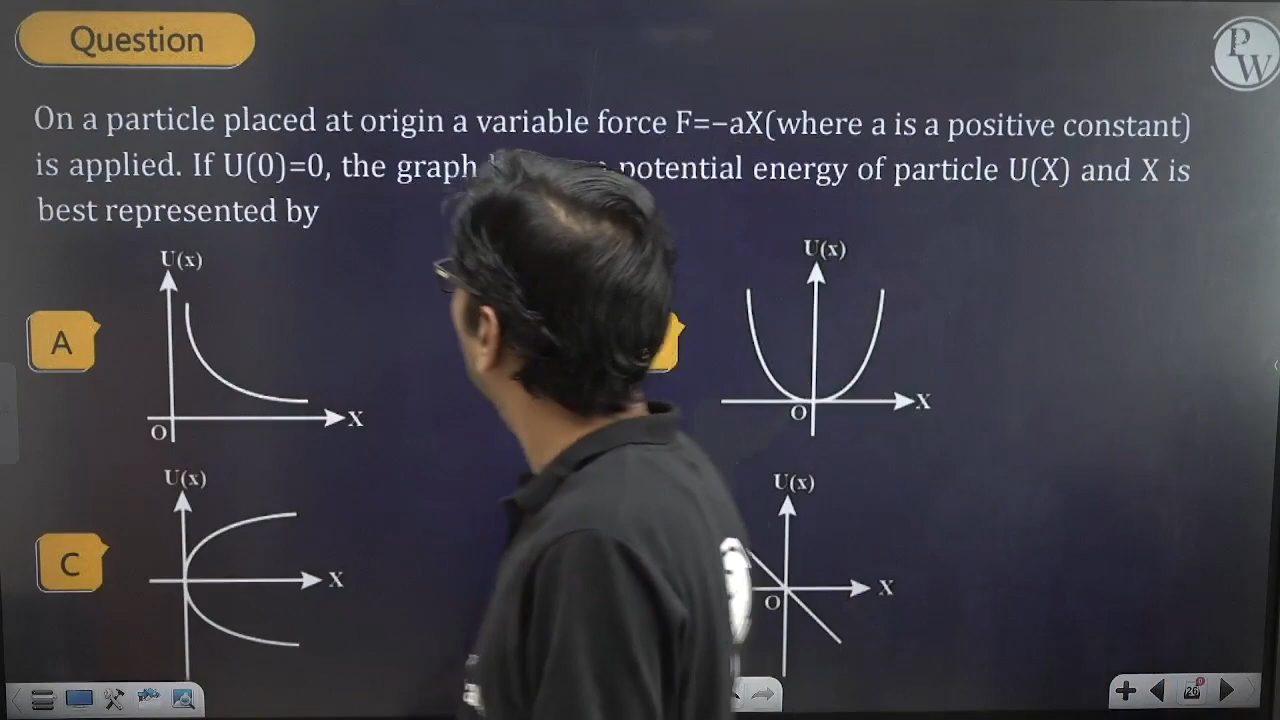 Question
P
W
On a particle placed at origin a variable force F=−aX(where a is a positive constant)
is applied. If U(0)=0, the graph potential energy of particle U(X) and X is
best represented by
U(x)
A
X
O
U(x)
X
O
U(x)
C
X
U(x)
X
O
26